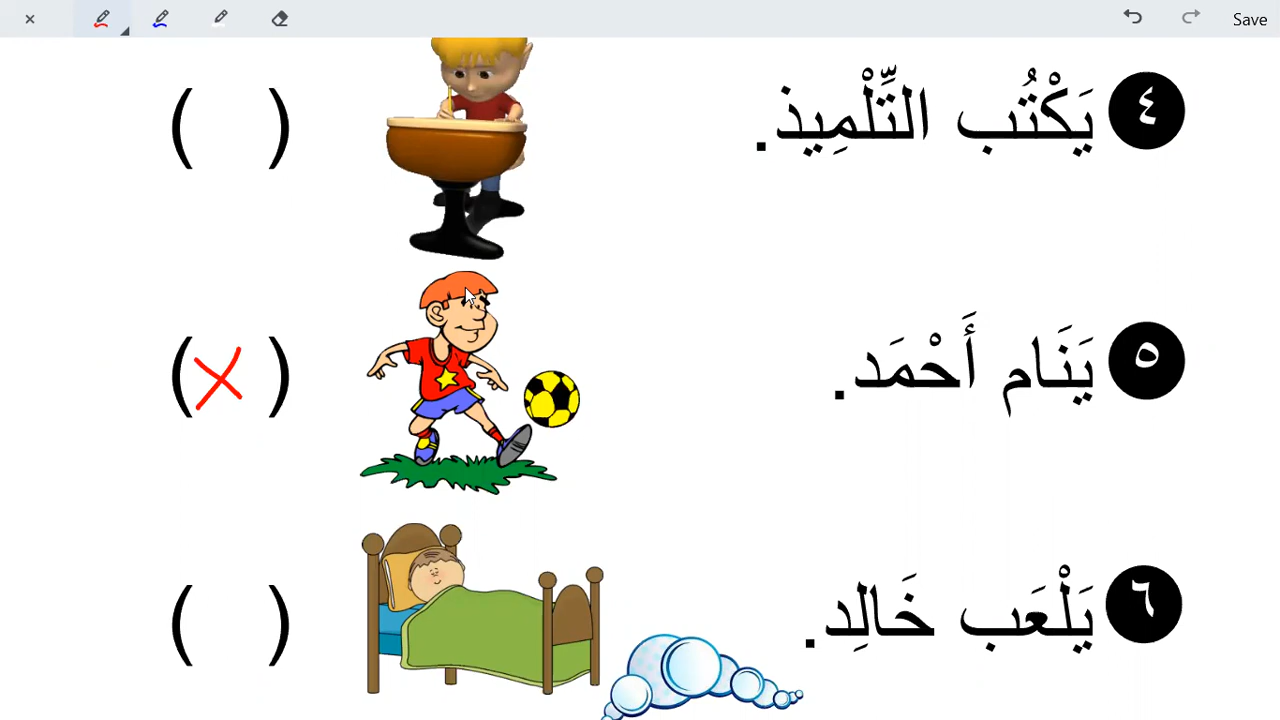 Save
٤ يَكْتُب التِّلْمِيذ. ( )
٥ يَنَام أَحْمَد. (X)
٦ يَلْعَب خَالِد. ( )